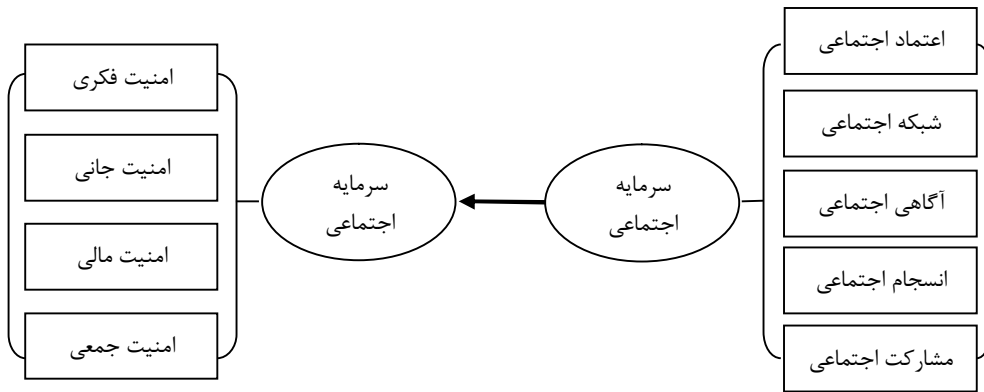 اعتماد اجتماعی
شبکه اجتماعی
آگاهی اجتماعی
انسجام اجتماعی
مشارکت اجتماعی
سرمایه
اجتماعی
سرمایه
اجتماعی
امنیت فکری
امنیت جانی
امنیت مالی
امنیت جمعی